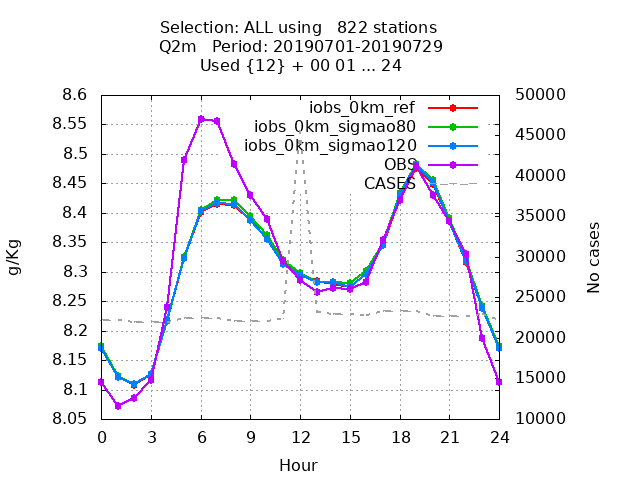 Selection: ALL using   822 stations
Q2m   Period: 20190701-20190729
Used {12} + 00 01 ... 24
iobs_0km_ref
iobs_0km_sigmao80
iobs_0km_sigmao120
OBS
CASES
8.6
8.55
8.5
8.45
8.4
8.35
8.3
8.25
8.2
8.15
8.1
8.05
g/Kg
50000
45000
40000
35000
30000
25000
20000
15000
10000
No cases
0 3 6 9 12 15 18 21 24
Hour